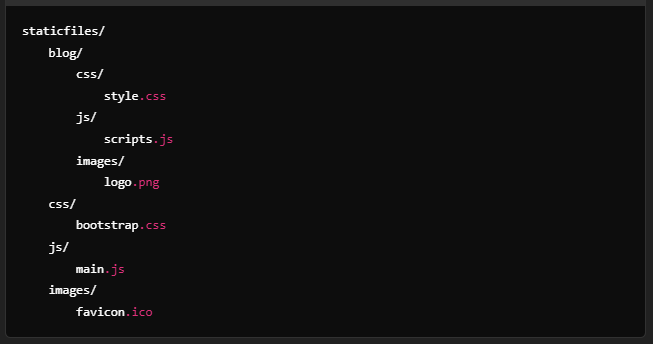 staticfiles/
blog/
css/
style.css
js/
scripts.js
images/
logo.png
css/
bootstrap.css
js/
main.js
images/
favicon.ico